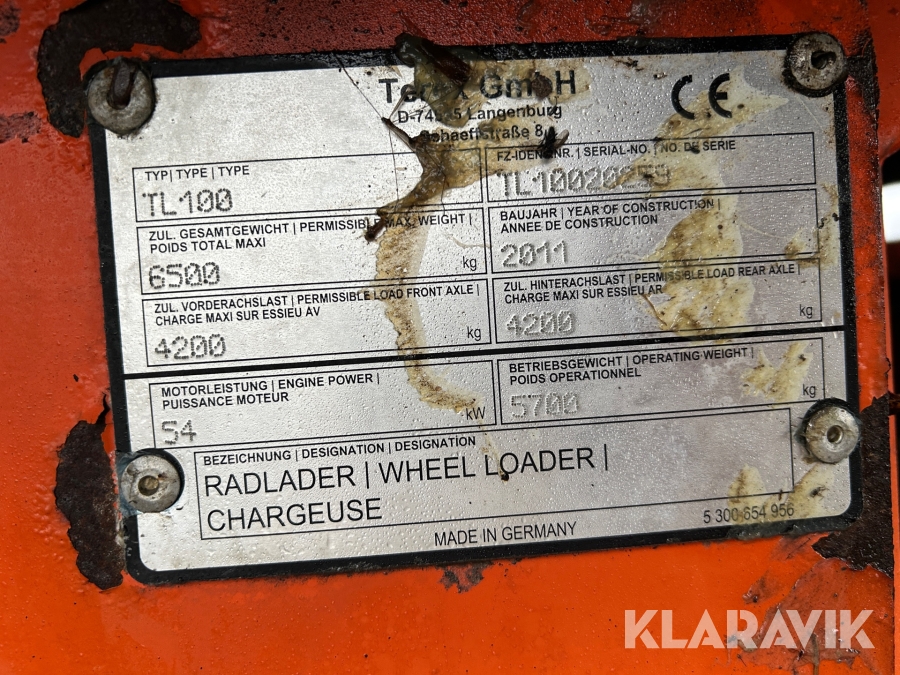 Terex GmbH
Langenburg
CE
TYP | TYPE | TYPE
TL100
FZ-IDENT.NR. | SERIAL-NO. | NO. DE SERIE
ZUL. GESAMTGEWICHT | PERMISSIBLE MAX. WEIGHT |
POIDS TOTAL MAXI
6500 kg
BAUJAHR | YEAR OF CONSTRUCTION |
ANNEE DE CONSTRUCTION
2011
ZUL. VORDERACHSLAST | PERMISSIBLE LOAD FRONT AXLE |
CHARGE MAXI SUR ESSIEU AV
4200 kg
ZUL. HINTERACHSLAST | PERMISSIBLE LOAD REAR AXLE |
CHARGE MAXI SUR ESSIEU AR
4200 kg
MOTORLEISTUNG | ENGINE POWER |
PUISSANCE MOTEUR
54 kW
BETRIEBSGEWICHT | OPERATING-WEIGHT |
POIDS OPERATIONNEL
5700 kg
BEZEICHNUNG | DESIGNATION | DESIGNATION
RADLADER | WHEEL LOADER |
CHARGEUSE
MADE IN GERMANY
5 300 654 956
KLARAVIK